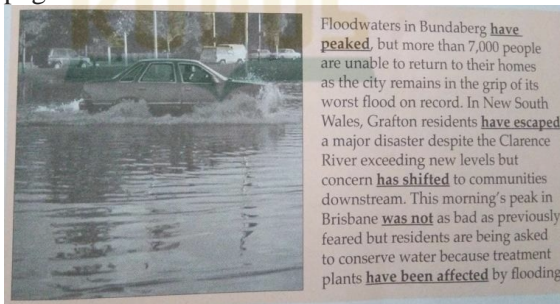 Floodwaters in Bundaberg have
peaked, but more than 7,000 people
are unable to return to their homes
as the city remains in the grip of its
worst flood on record. In New South
Wales, Grafton residents have escaped
a major disaster despite the Clarence
River exceeding new levels but
concern has shifted to communities
downstream. This morning's peak in
Brisbane was not as bad as previously
feared but residents are being asked
to conserve water because treatment
plants have been affected by flooding